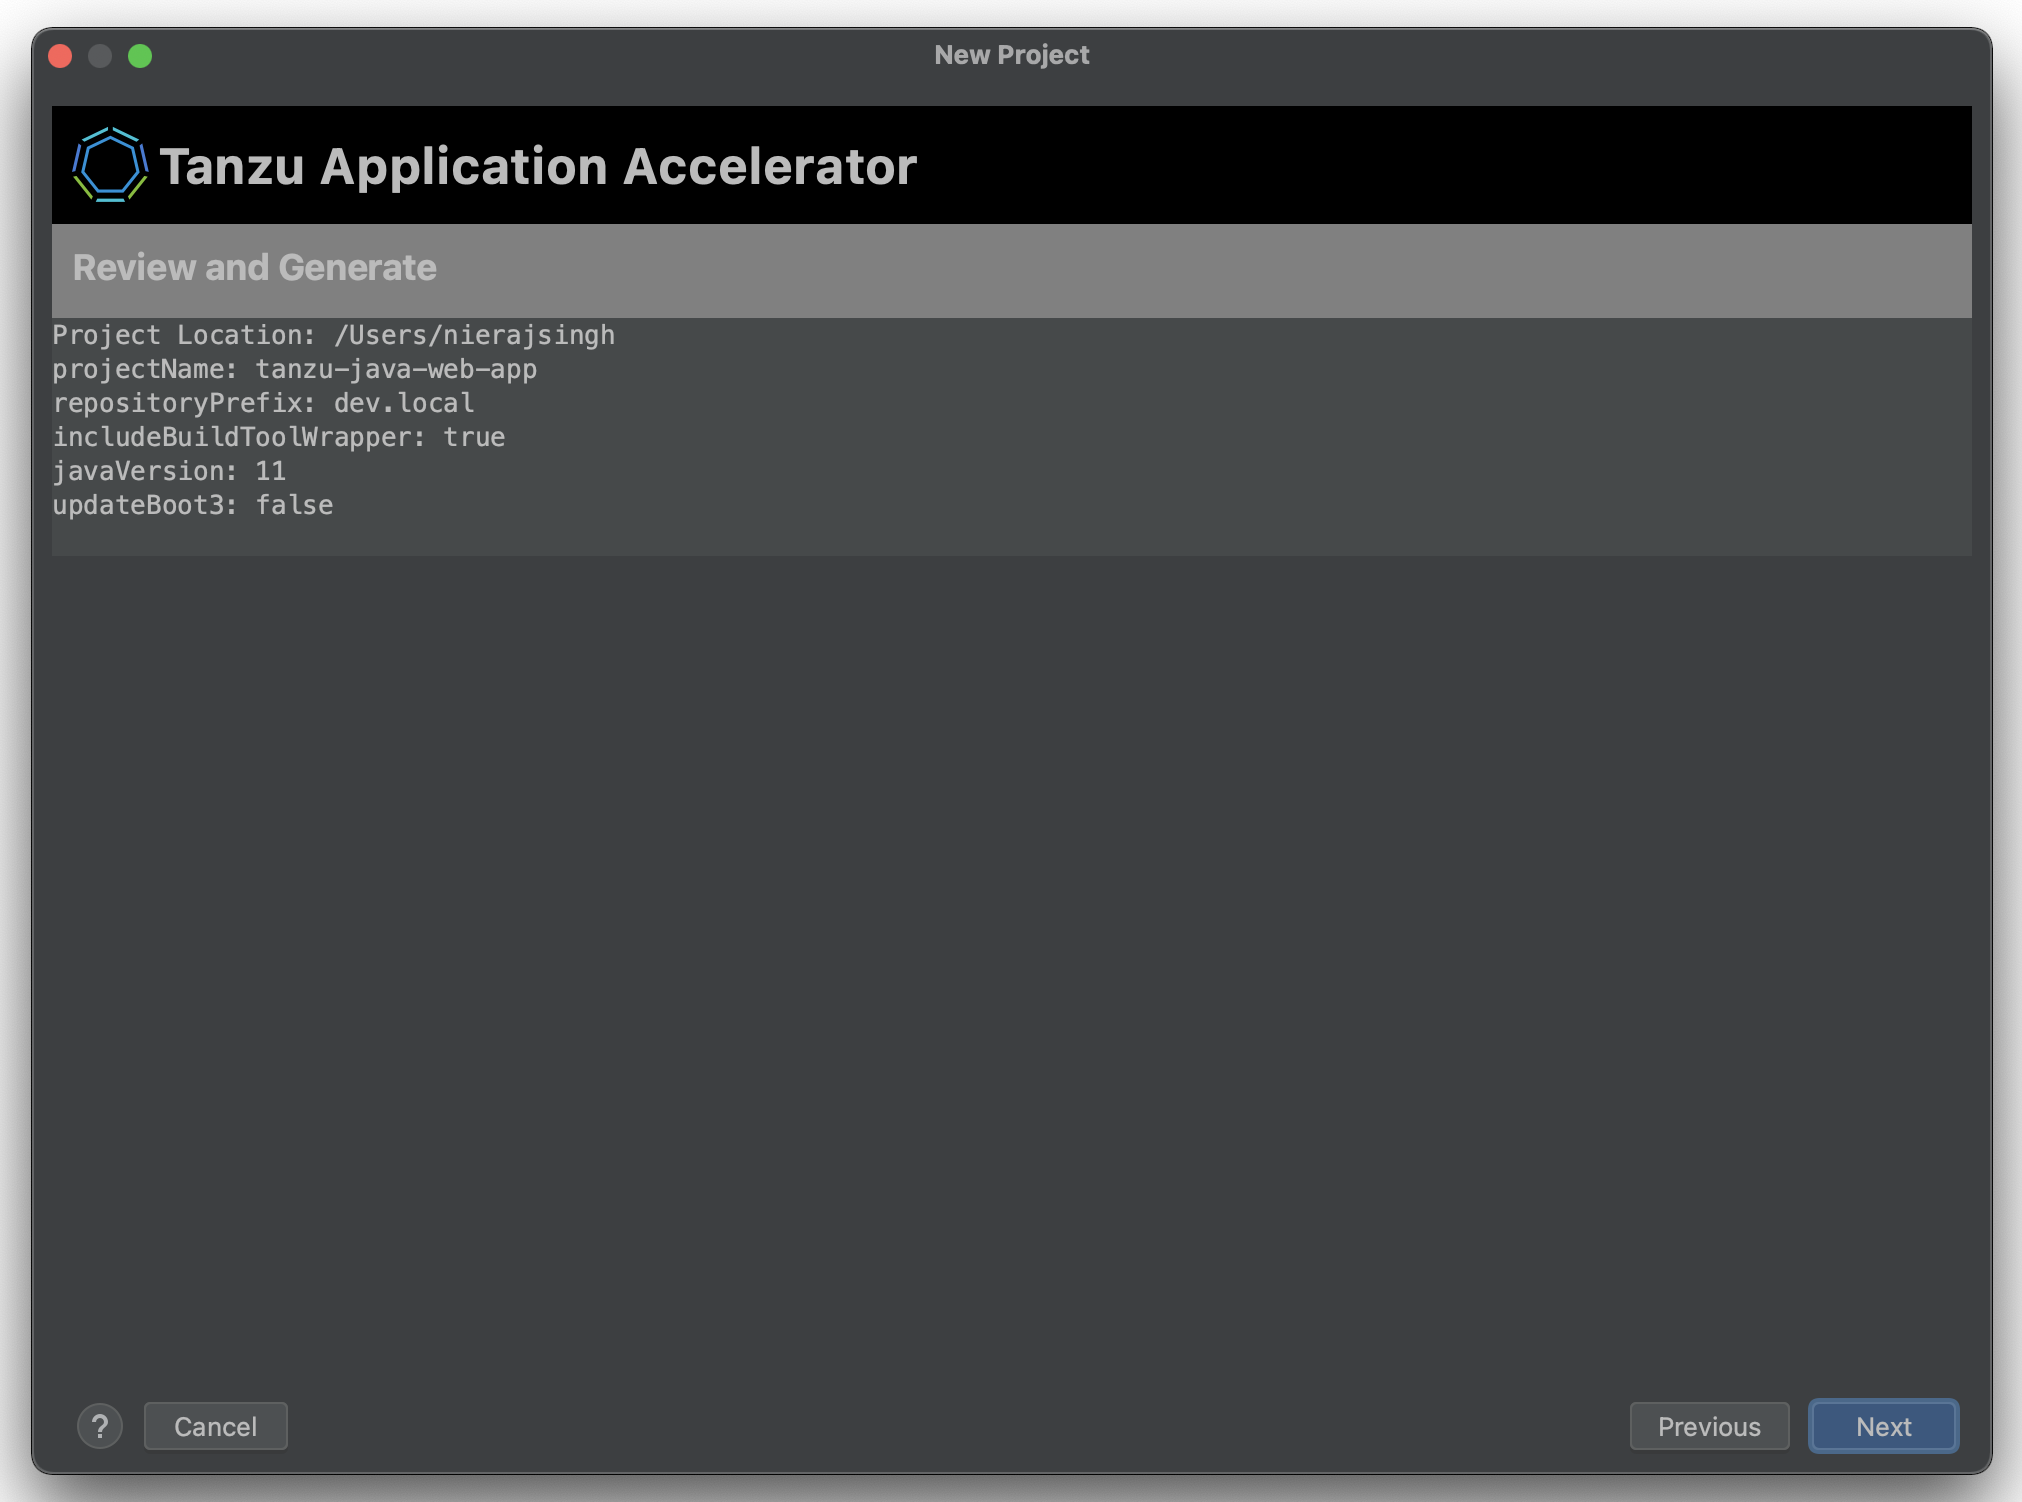 New Project
Tanzu Application Accelerator
Review and Generate
Project Location: /Users/nierajsingh
projectName: tanzu-java-web-app
repositoryPrefix: dev.local
includeBuildToolWrapper: true
javaVersion: 11
updateBoot3: false
? Cancel Previous Next